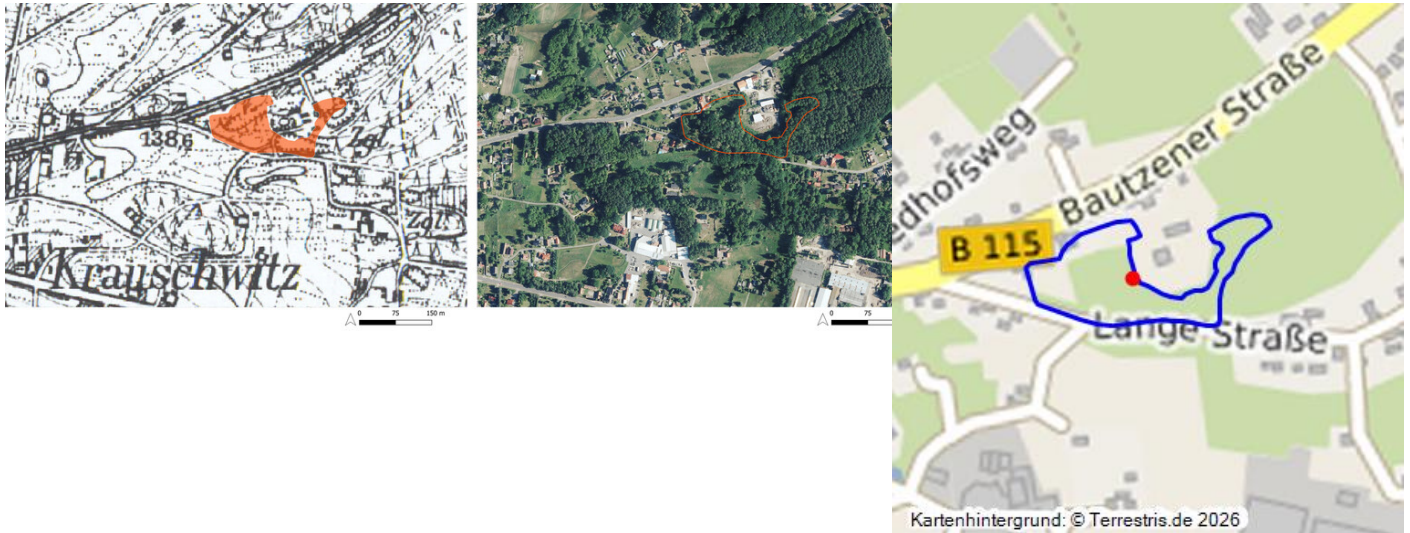 138,6
Zgl
Zgl.
Krauschwitz
0 75 150 m
0 75
edhofsweg
Bautzener Straße
B 115
Lange Straße
Kartenhintergrund: © Terrestris.de 2026